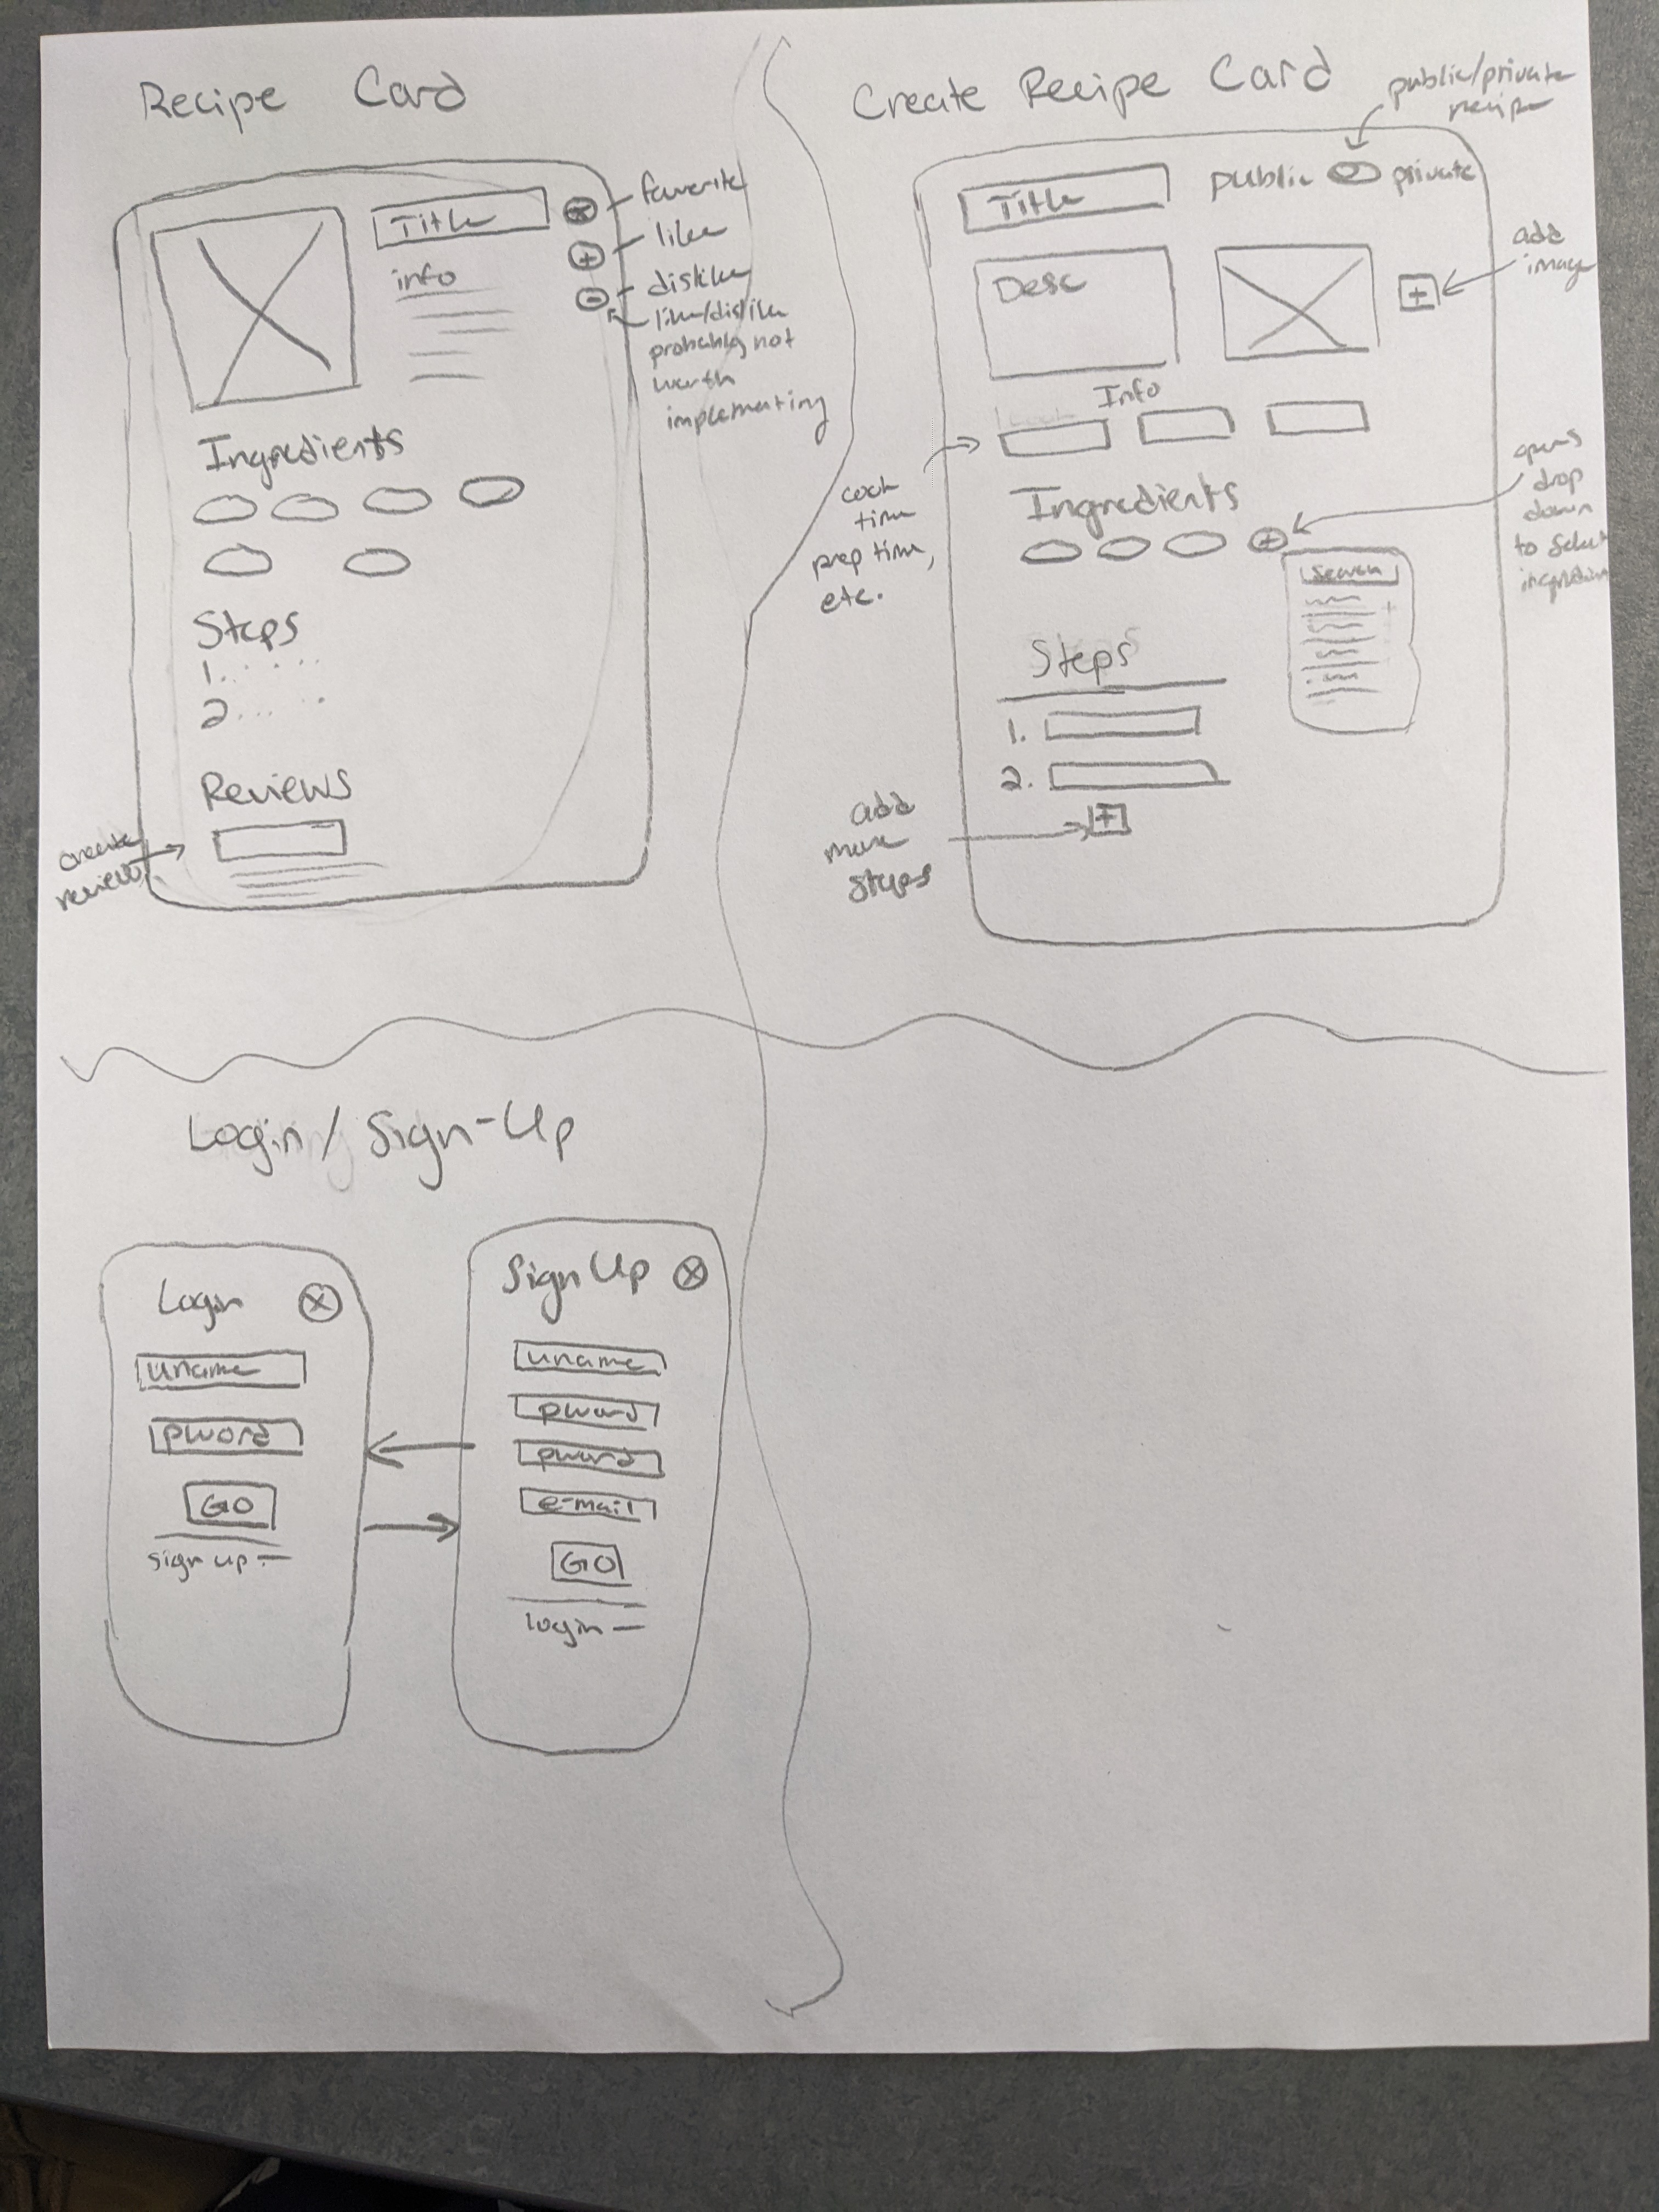 Recipe Card
Title
info
favorite
like
dislike
like/dislike
probably not
worth
implementing
Ingredients
Steps
1.
2
Reviews
create
review
Create Recipe Card
public/private
recipe
Title
public
private
Desc
+
add
image
Info
cook
time
prep time,
etc.
Ingredients
+
opens
drop
down
to select
ingredients
Search
Steps
1.
2.
+
add
more
steps
Login / Sign-Up
Login
uname
pword
GO
sign up
Sign Up
uname
pword
pword
e-mail
GO
login